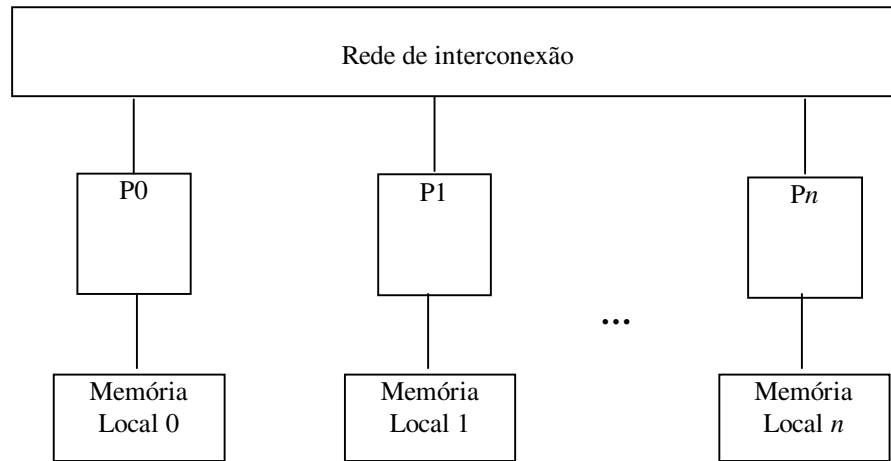 Rede de interconexão
P0
P1
Pn
...
Memória
Local 0
Memória
Local 1
Memória
Local n